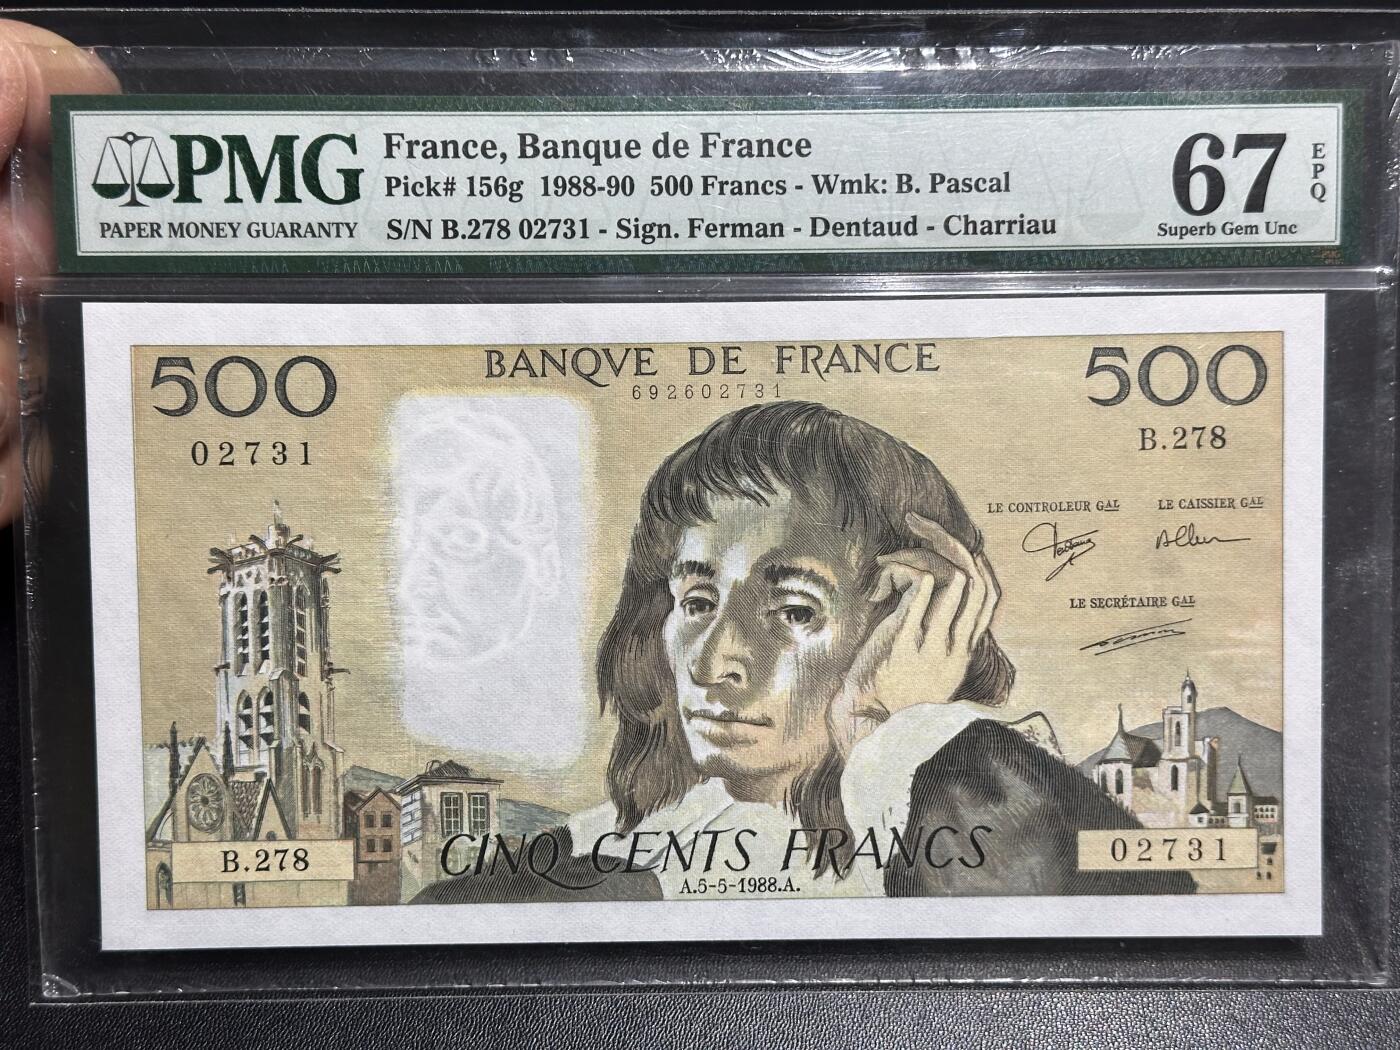 PMG
PAPER MONEY GUARANTY
France, Banque de France
Pick# 156g 1988-90 500 Francs - Wmk: B. Pascal
S/N B.278 02731 - Sign. Ferman - Dentaud - Charriau
67
EPQ
Superb Gem Unc
500
BANQVE DE FRANCE
500
692602731
02731
B.278
LE CONTROLEUR GAL
LE CAISSIER GAL
LE SECRÉTAIRE GAL
B.278
CINQ CENTS FRANCS
02731
A.5-5-1988.A.